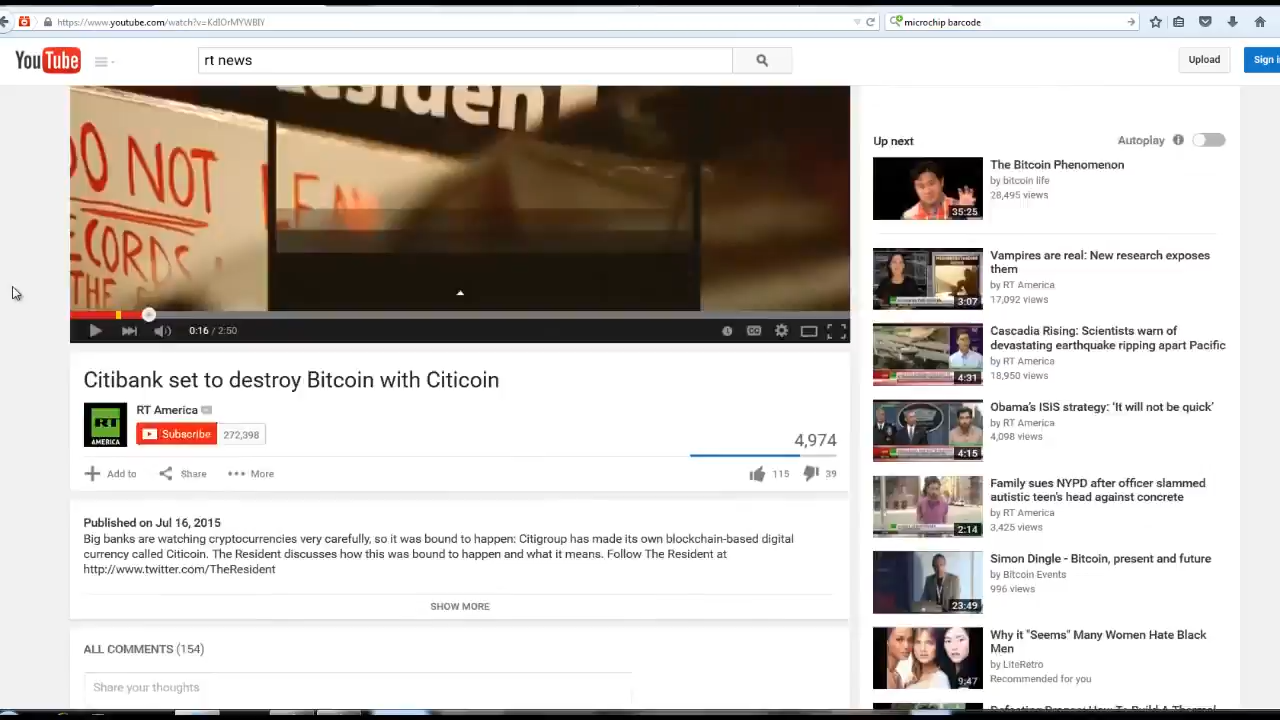 https://www.youtube.com/watch?v=KdIOrMYWBIY
microchip barcode
YouTube
rt news
Upload
Sign i
Residen
DO NOT
ECORDS
THE
0:16 / 2:50
CC
Citibank set to destroy Bitcoin with Citicoin
RT AMERICA
RT America
Subscribe
272,398
4,974
Add to
Share
More
115
39
Published on Jul 16, 2015
Big banks are watching cryptocurrencies very carefully, so it was bound to happen: Citigroup has made its own blockchain-based digital
currency called Citicoin. The Resident discusses how this was bound to happen and what it means. Follow The Resident at
http://www.twitter.com/TheResident
SHOW MORE
ALL COMMENTS (154)
Share your thoughts
Up next
Autoplay
The Bitcoin Phenomenon
by bitcoin life
28,495 views
35:25
Vampires are real: New research exposes
them
by RT America
17,092 views
3:07
Cascadia Rising: Scientists warn of
devastating earthquake ripping apart Pacific
by RT America
18,950 views
4:31
Obama's ISIS strategy: 'It will not be quick'
by RT America
4,098 views
4:15
Family sues NYPD after officer slammed
autistic teen's head against concrete
by RT America
3,425 views
2:14
Simon Dingle - Bitcoin, present and future
by Bitcoin Events
996 views
23:49
Why it "Seems" Many Women Hate Black
Men
by LiteRetro
Recommended for you
9:47